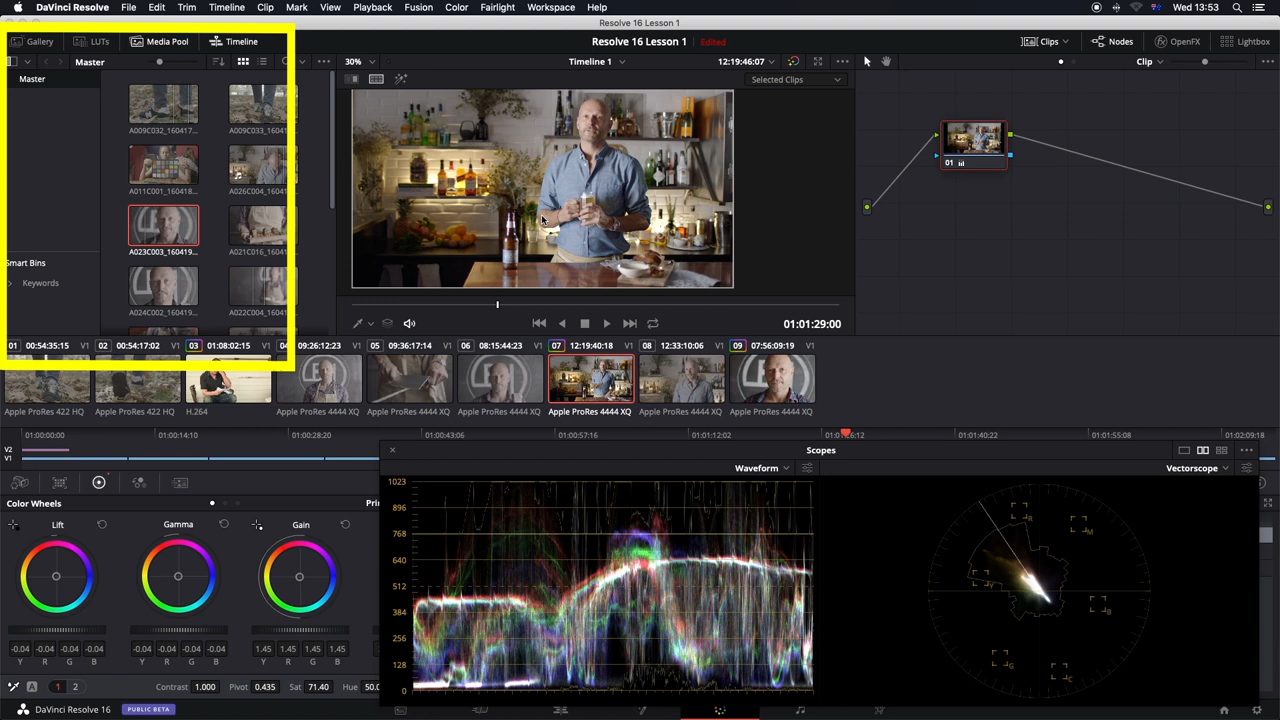 DaVinci Resolve File Edit Trim Timeline Clip Mark View Playback Fusion Color Fairlight Workspace Help Wed 13:53
Resolve 16 Lesson 1
Gallery LUTs Media Pool Timeline Resolve 16 Lesson 1 Edited Clips Nodes OpenFX Lightbox
Master 30% Timeline 1 12:19:46:07 Clip
Master Selected Clips
A009C032_160417... A009C033_16041
A011C001_160418... A026C004_16041
A023C003_160419... A021C016_16041
Smart Bins
Keywords
A024C002_160419... A022C004_16041
01:01:29:00
01 00:54:35:15 V1 02 00:54:17:02 V1 03 01:08:02:15 V1 04 09:26:12:23 V1 05 09:36:17:14 V1 06 08:15:44:23 V1 07 12:19:40:18 V1 08 12:33:10:06 V1 09 07:56:09:19 V1
Apple ProRes 422 HQ Apple ProRes 422 HQ H.264 Apple ProRes 4444 XQ Apple ProRes 4444 XQ Apple ProRes 4444 XQ Apple ProRes 4444 XQ Apple ProRes 4444 XQ Apple ProRes 4444 XQ
01:00:00:00 01:00:14:10 01:00:28:20 01:00:43:06 01:00:57:16 01:01:12:02 01:01:40:22 01:01:55:08 01:02:09:18
V2
V1
Scopes
Waveform Vectorscope
Color Wheels Pri
Lift Gamma Gain
1023
896
768
640
512
384
256
128
0
R
M
Y
B
G
C
01
-0.04 -0.04 -0.04 -0.04 -0.04 -0.04 -0.04 -0.04 1.45 1.45 1.45 1.45
Y R G B Y R G B Y R G B
A 1 2 Contrast 1.000 Pivot 0.435 Sat 71.40 Hue 50.0
DaVinci Resolve 16 PUBLIC BETA